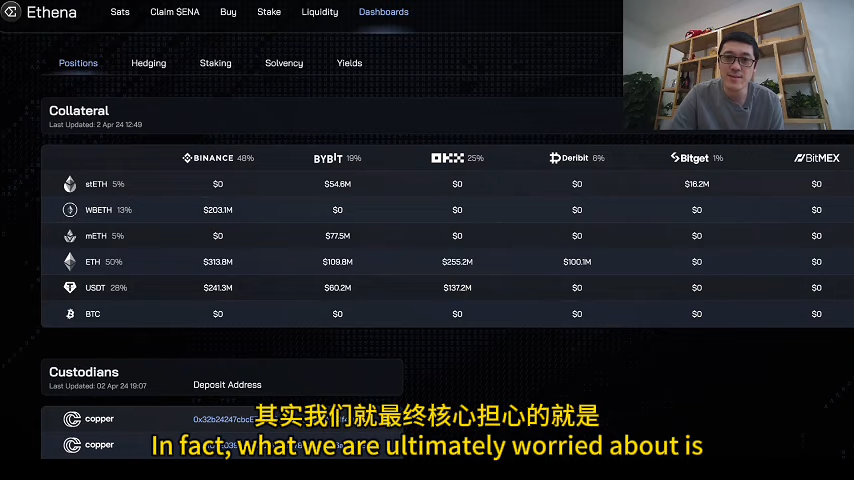 Ethena Sats Claim $ENA Buy Stake Liquidity Dashboards
Positions Hedging Staking Solvency Yields
Collateral
Last Updated: 2 Apr 24 12:49
BINANCE 48% BYBIT 19% OKX 25% Deribit 6% Bitget 1% BitMEX
stETH 5% $0 $54.6M $0 $0 $16.2M $0
WBETH 13% $203.1M $0 $0 $0 $0 $0
mETH 5% $0 $77.5M $0 $0 $0 $0
ETH 50% $313.8M $109.8M $255.2M $100.1M $0 $0
USDT 28% $241.3M $60.2M $137.2M $0 $0 $0
BTC $0 $0 $0 $0 $0 $0
Custodians
Last Updated: 02 Apr 24 19:07
Deposit Address
copper
copper
其实我们就最终核心担心的就是
In fact, what we are ultimately worried about is